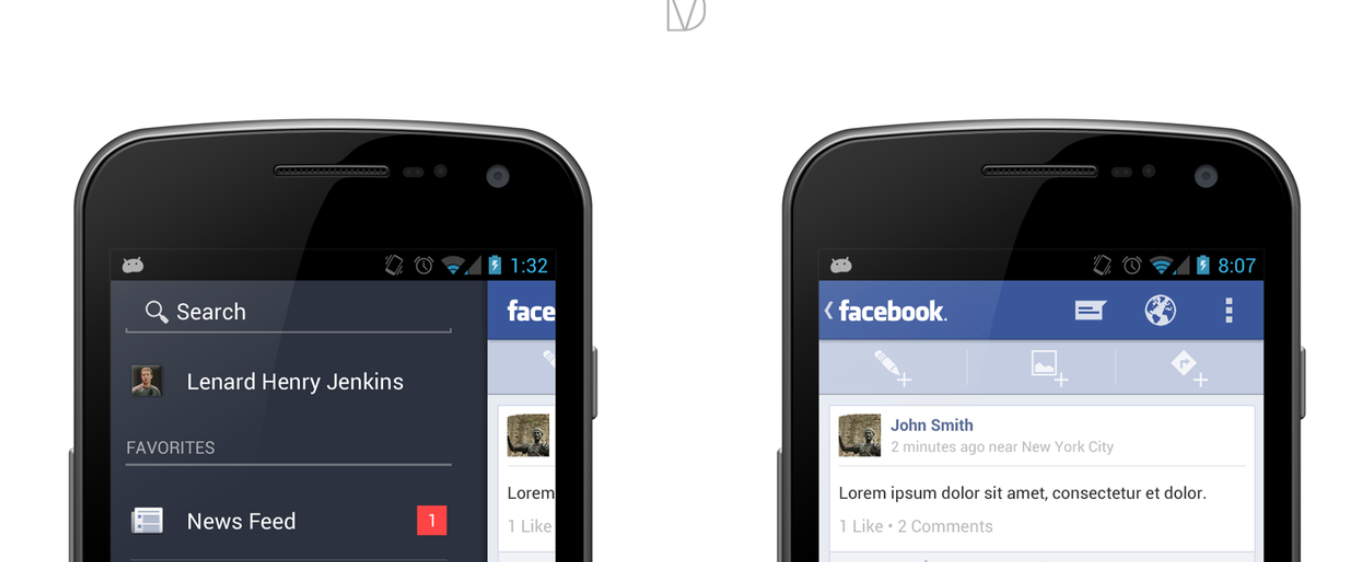 1:32
Search
face
Lenard Henry Jenkins
FAVORITES
News Feed
1
Lorem
1 Like
8:07
facebook.
John Smith
2 minutes ago near New York City
Lorem ipsum dolor sit amet, consectetur et dolor.
1 Like • 2 Comments